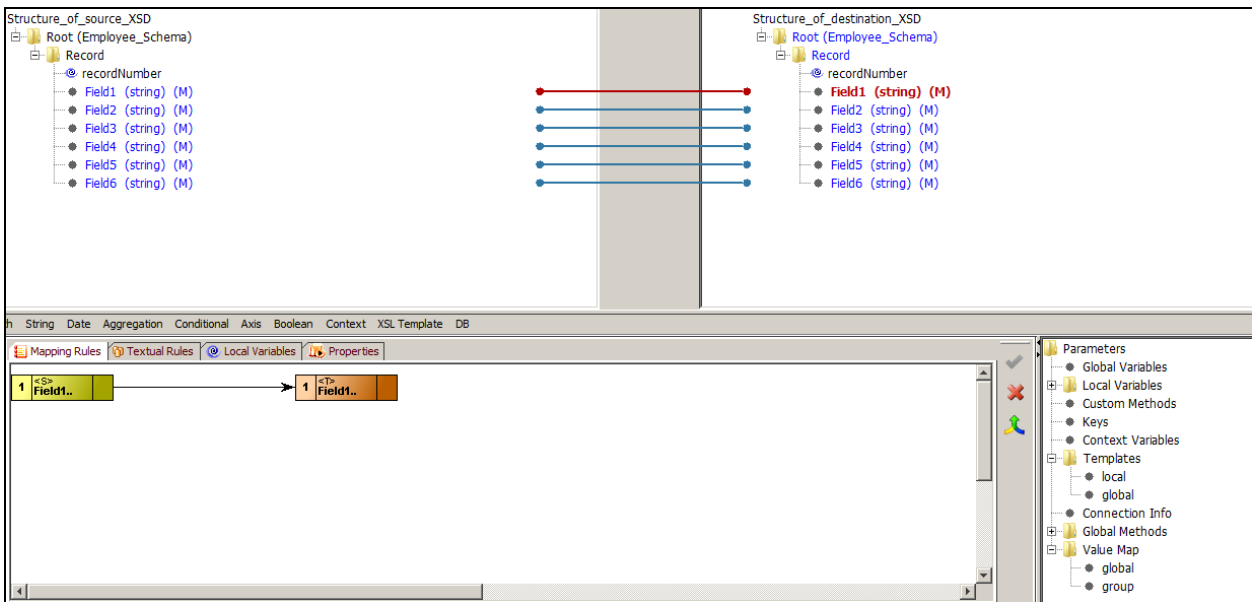 Structure_of_source_XSD
Root (Employee_Schema)
Record
recordNumber
Field1 (string) (M)
Field2 (string) (M)
Field3 (string) (M)
Field4 (string) (M)
Field5 (string) (M)
Field6 (string) (M)
Structure_of_destination_XSD
Root (Employee_Schema)
Record
recordNumber
Field1 (string) (M)
Field2 (string) (M)
Field3 (string) (M)
Field4 (string) (M)
Field5 (string) (M)
Field6 (string) (M)
h String Date Aggregation Conditional Axis Boolean Context XSL Template DB
Mapping Rules Textual Rules Local Variables Properties
1 <S> Field1..
1 <T> Field1..
Parameters
Global Variables
Local Variables
Custom Methods
Keys
Context Variables
Templates
local
global
Connection Info
Global Methods
Value Map
global
group